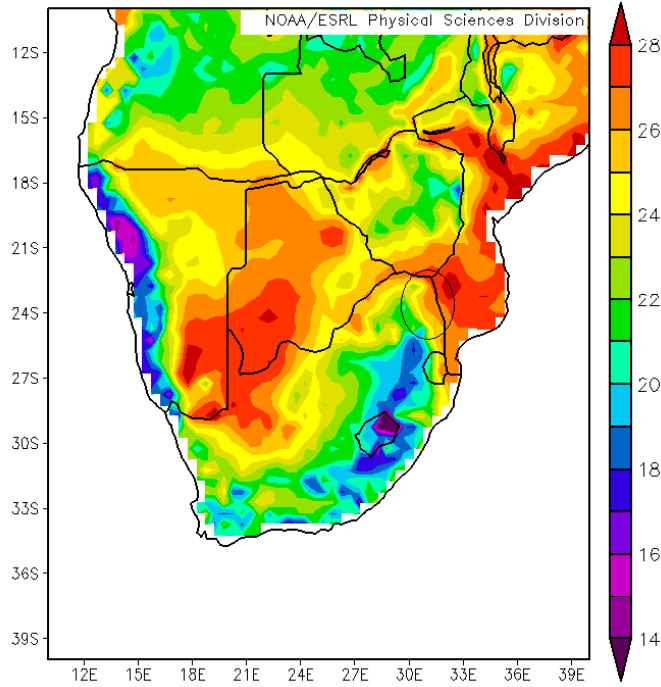 NOAA/ESRL Physical Sciences Division
12S
15S
18S
21S
24S
27S
30S
33S
36S
39S
12E
15E
18E
21E
24E
27E
30E
33E
36E
39E
28
26
24
22
20
18
16
14